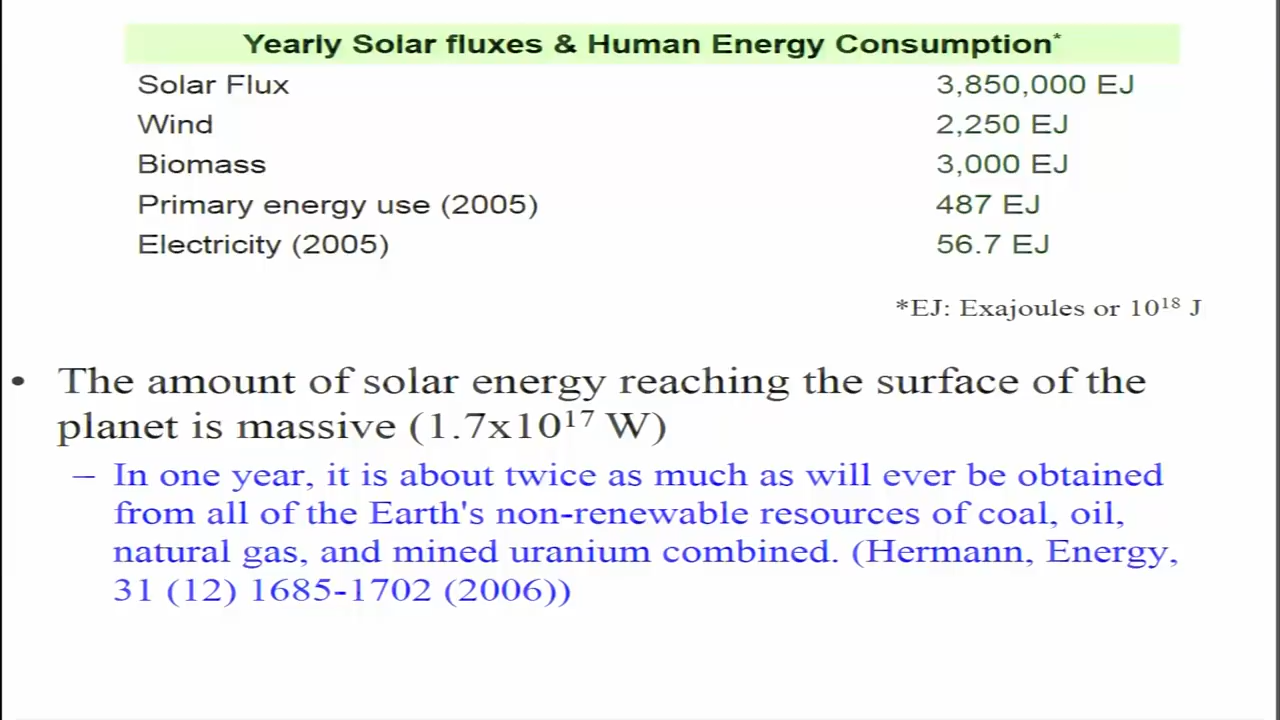 Yearly Solar fluxes & Human Energy Consumption*
Solar Flux 3,850,000 EJ
Wind 2,250 EJ
Biomass 3,000 EJ
Primary energy use (2005) 487 EJ
Electricity (2005) 56.7 EJ
*EJ: Exajoules or 10¹⁸ J
• The amount of solar energy reaching the surface of the
planet is massive (1.7x10¹⁷ W)
– In one year, it is about twice as much as will ever be obtained
from all of the Earth's non-renewable resources of coal, oil,
natural gas, and mined uranium combined. (Hermann, Energy,
31 (12) 1685-1702 (2006))